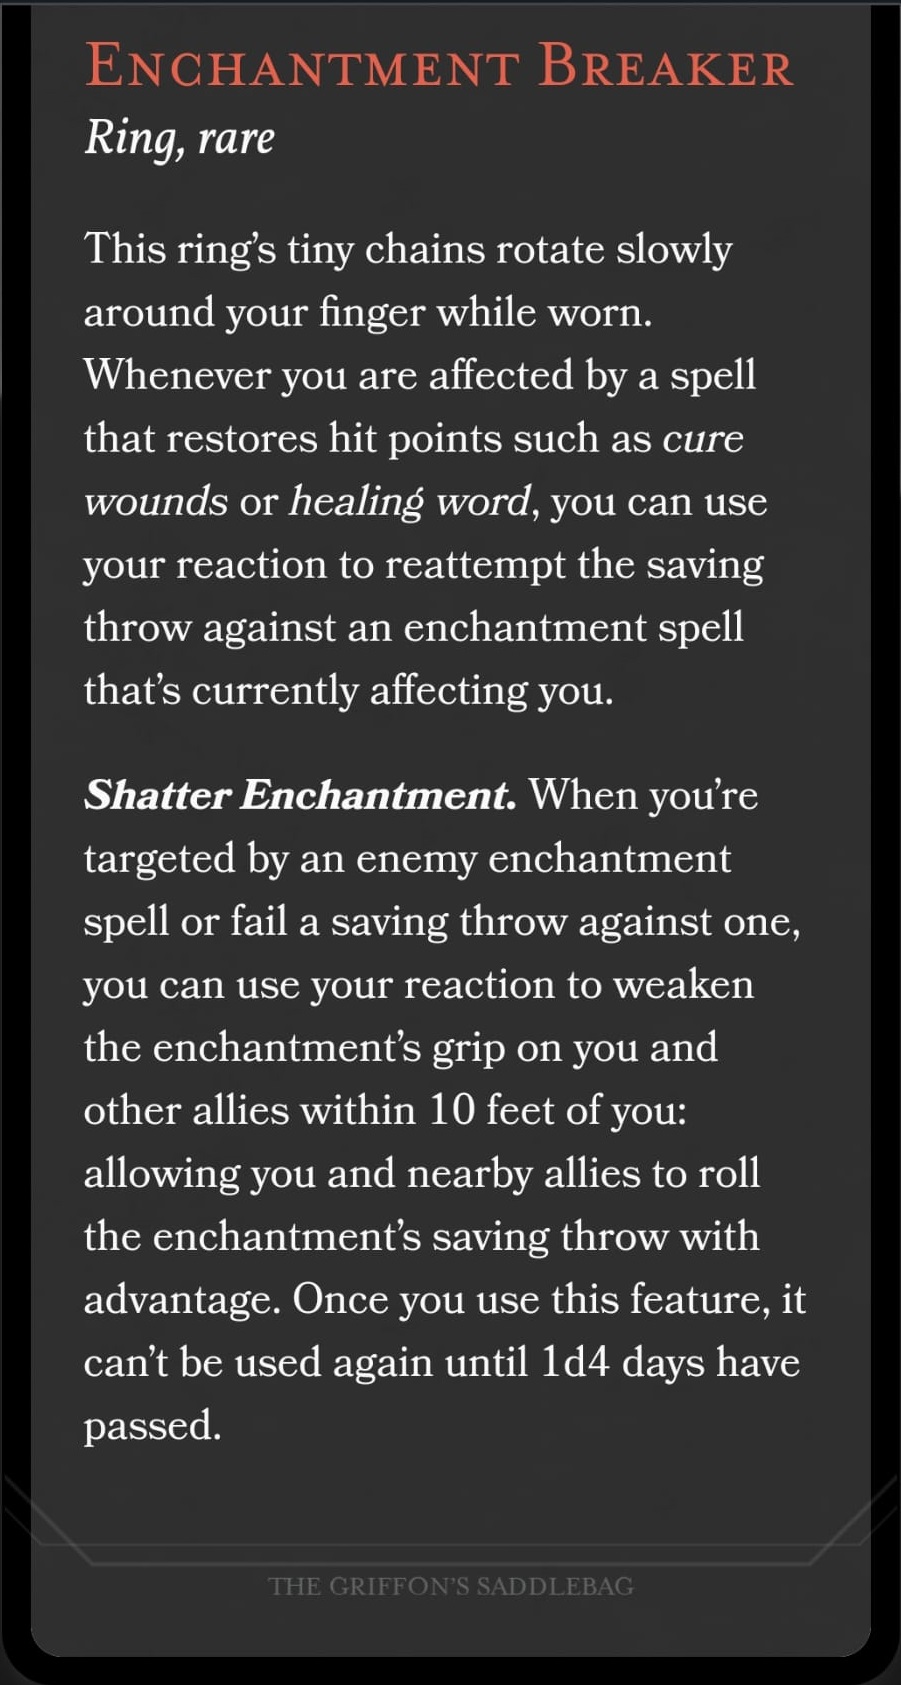 ENCHANTMENT BREAKER
Ring, rare
This ring's tiny chains rotate slowly
around your finger while worn.
Whenever you are affected by a spell
that restores hit points such as cure
wounds or healing word, you can use
your reaction to reattempt the saving
throw against an enchantment spell
that's currently affecting you.
Shatter Enchantment. When you're
targeted by an enemy enchantment
spell or fail a saving throw against one,
you can use your reaction to weaken
the enchantment's grip on you and
other allies within 10 feet of you:
allowing you and nearby allies to roll
the enchantment's saving throw with
advantage. Once you use this feature, it
can't be used again until 1d4 days have
passed.
THE GRIFFON'S SADDLEBAG